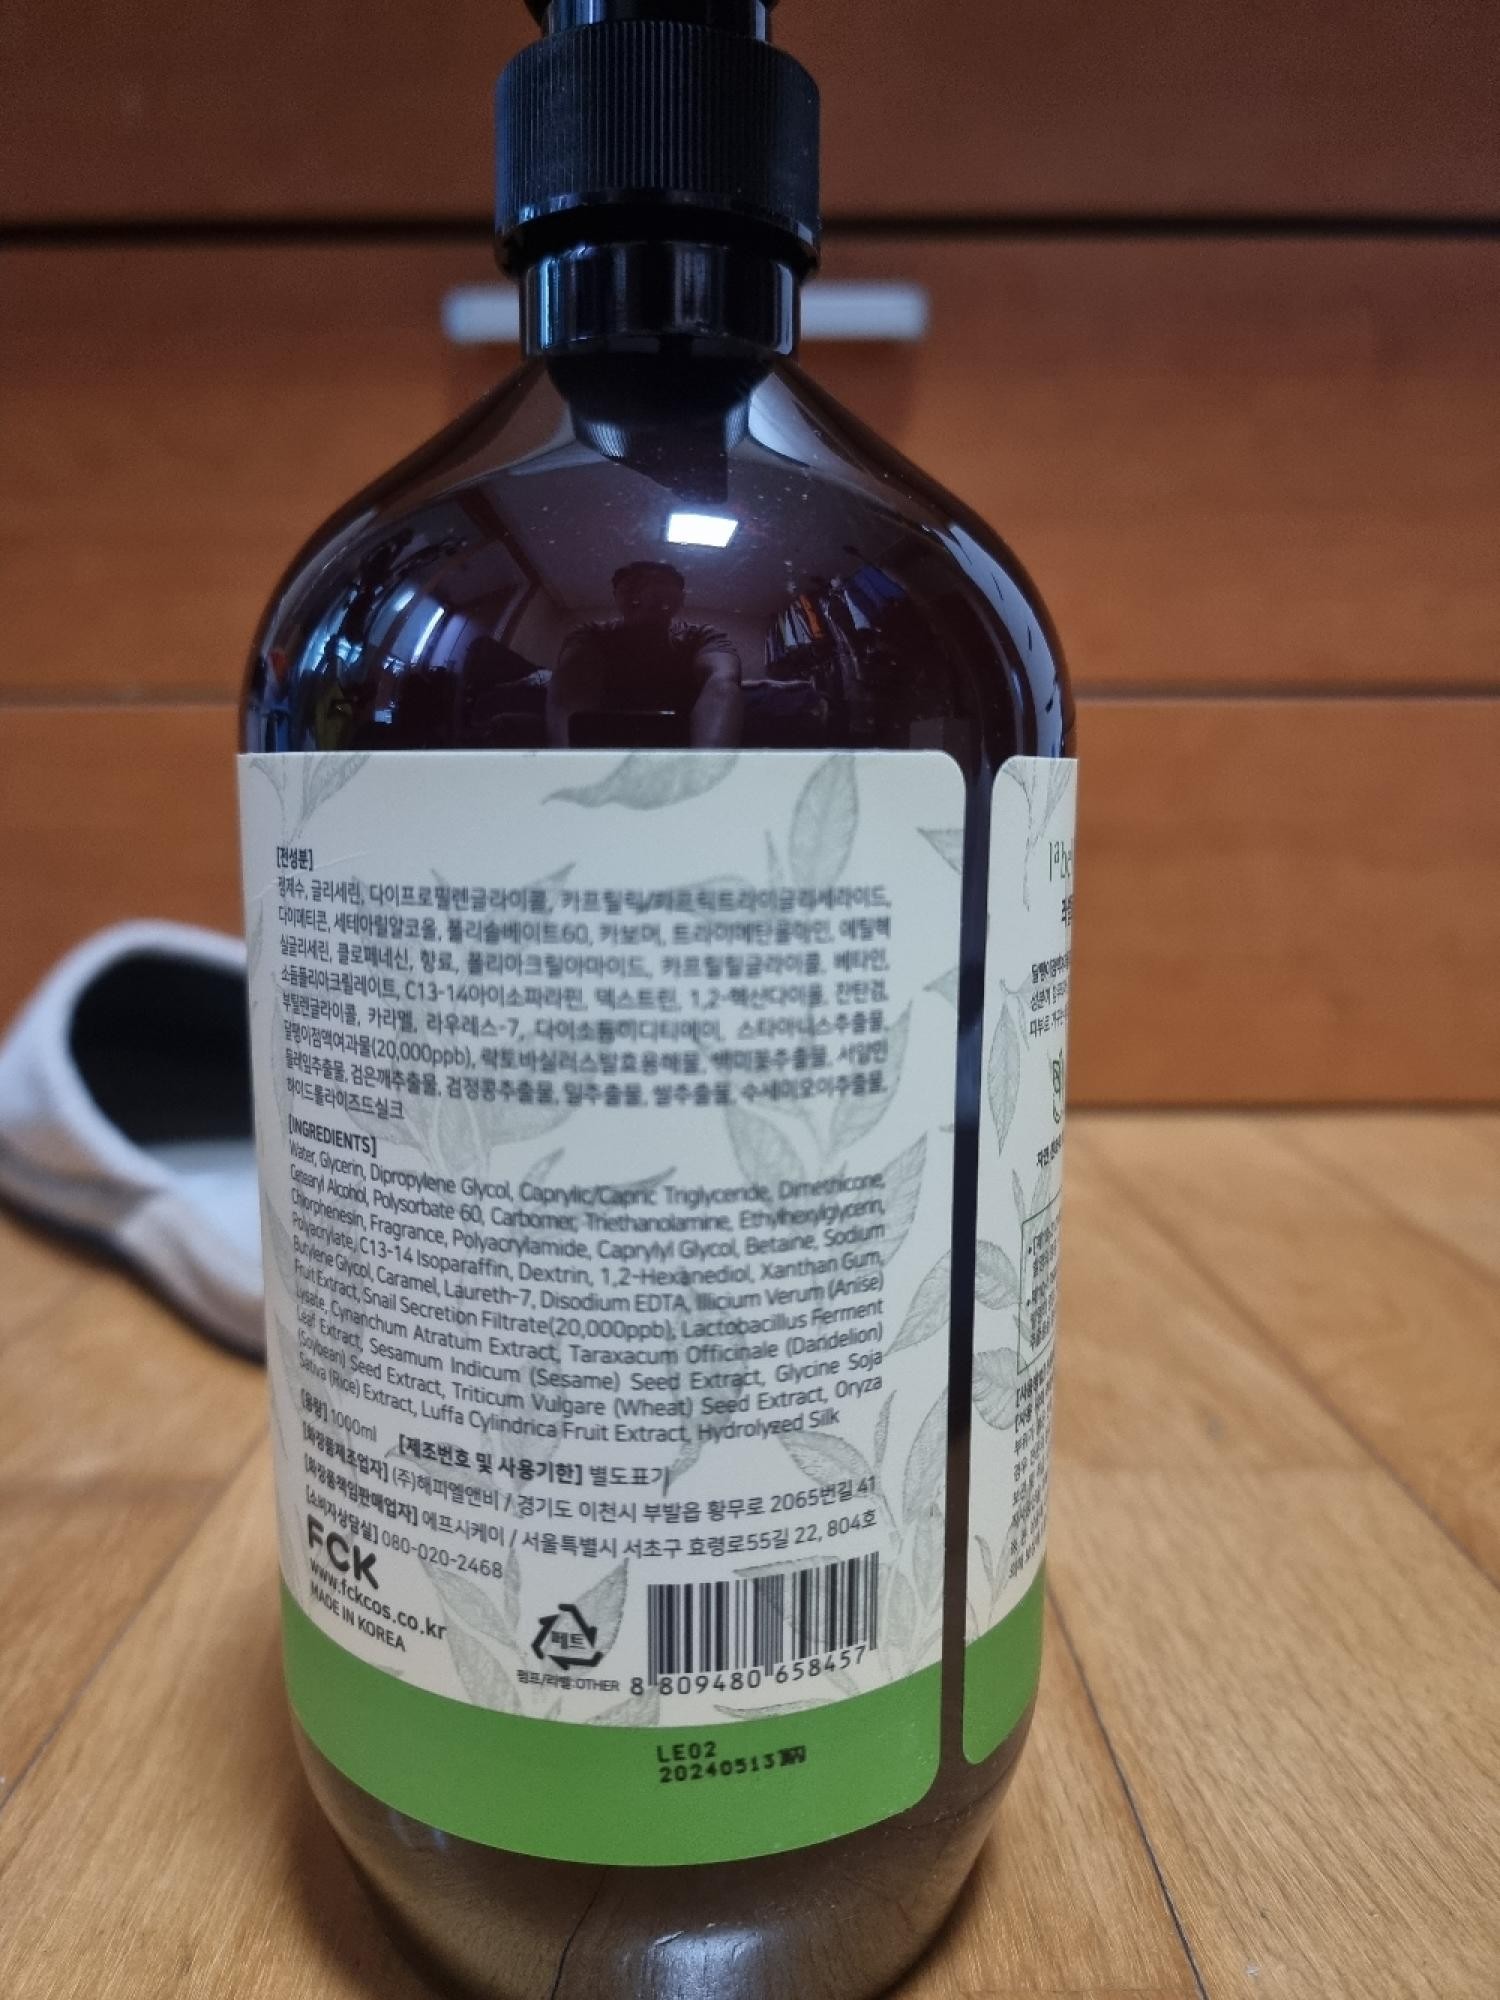 [전성분]
정제수, 글리세린, 다이프로필렌글라이콜, 카프릴릭/카프릭트라이글리세라이드,
다이메티콘, 세테아릴알코올, 폴리솔베이트60, 카보머, 트라이에탄올아민, 에틸헥
실글리세린, 클로페네신, 향료, 폴리아크릴아마이드, 카프릴릴글라이콜, 베타인,
소듐폴리아크릴레이트, C13-14아이소파라핀, 덱스트린, 1,2-헥산다이올, 잔탄검,
부틸렌글라이콜, 카라멜, 라우레스-7, 다이소듐이디티에이, 스타아니스추출물,
달팽이점액여과물(20,000ppb), 락토바실러스발효용해물, 백미꽃추출물, 서양민
들레잎추출물, 검은깨추출물, 검정콩추출물, 밀추출물, 쌀추출물, 수세미오이추출물,
하이드롤라이즈드실크
[INGREDIENTS]
Water, Glycerin, Dipropylene Glycol, Caprylic/Capric Triglyceride, Dimethicone,
Cetearyl Alcohol, Polysorbate 60, Carbomer, Triethanolamine, Ethylhexylglycerin,
Chlorphenesin, Fragrance, Polyacrylamide, Caprylyl Glycol, Betaine, Sodium
Polyacrylate, C13-14 Isoparaffin, Dextrin, 1,2-Hexanediol, Xanthan Gum,
Butylene Glycol, Caramel, Laureth-7, Disodium EDTA, Illicium Verum (Anise)
Fruit Extract, Snail Secretion Filtrate(20,000ppb), Lactobacillus Ferment
Lysate, Cynanchum Atratum Extract, Taraxacum Officinale (Dandelion)
Leaf Extract, Sesamum Indicum (Sesame) Seed Extract, Glycine Soja
(Soybean) Seed Extract, Triticum Vulgare (Wheat) Seed Extract, Oryza
Sativa (Rice) Extract, Luffa Cylindrica Fruit Extract, Hydrolyzed Silk
[용량] 1000ml [제조번호 및 사용기한] 별도표기
[화장품제조업자] (주)해피엘앤비 / 경기도 이천시 부발읍 황무로 2065번길 41
[화장품책임판매업자] 에프시케이 / 서울특별시 서초구 효령로55길 22, 804호
[소비자상담실] 080-020-2468
FCK
www.fckcos.co.kr
MADE IN KOREA
페트
펌프/라벨:OTHER
8 809480 658457
LE02
20240513